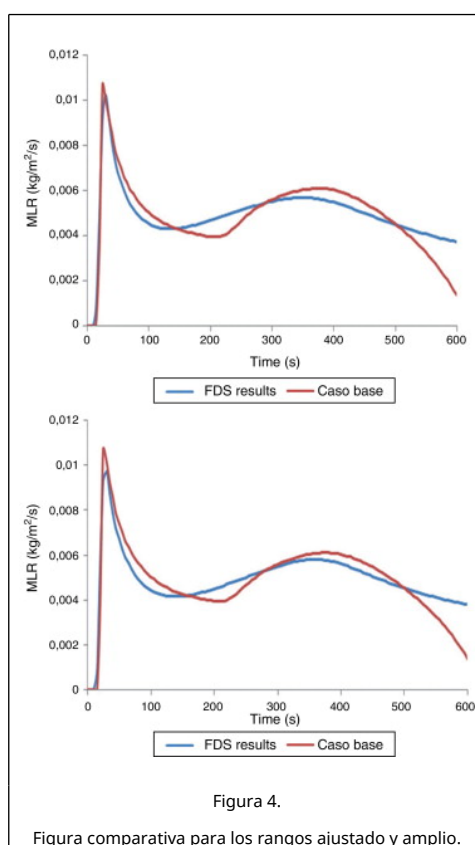 0,012
0,01
0,008
0,006
0,004
0,002
0
MLR (kg/m²/s)
0 100 200 300 400 500 600
Time (s)
FDS results Caso base
0,012
0,01
0,008
0,006
0,004
0,002
0
MLR (kg/m²/s)
0 100 200 300 400 500 600
Time (s)
FDS results Caso base
Figura 4.
Figura comparativa para los rangos ajustado y amplio.